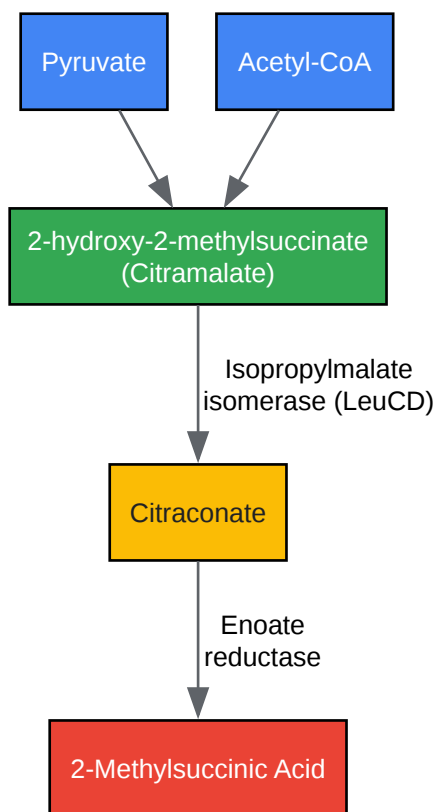 Pyruvate
Acetyl-CoA
2-hydroxy-2-methylsuccinate
(Citramalate)
Isopropylmalate
isomerase (LeuCD)
Citraconate
Enoate
reductase
2-Methylsuccinic Acid